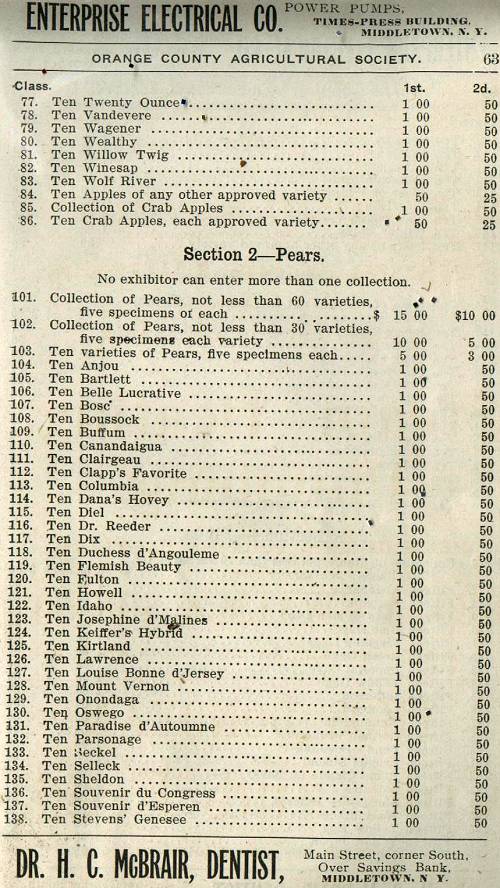 ENTERPRISE ELECTRICAL CO. POWER PUMPS,
TIMES-PRESS BUILDING,
MIDDLETOWN, N. Y.
ORANGE COUNTY AGRICULTURAL SOCIETY. 63
Class. 1st. 2d.
77. Ten Twenty Ounce 1 00 50
78. Ten Vandevere 1 00 50
79. Ten Wagener 1 00 50
80. Ten Wealthy 1 00 50
81. Ten Willow Twig 1 00 50
82. Ten Winesap 1 00 50
83. Ten Wolf River 1 00 50
84. Ten Apples of any other approved variety 50 25
85. Collection of Crab Apples 1 00 50
86. Ten Crab Apples, each approved variety 50 25
Section 2—Pears.
No exhibitor can enter more than one collection.
101. Collection of Pears, not less than 60 varieties,
five specimens of each $ 15 00 $10 00
102. Collection of Pears, not less than 30 varieties,
five specimens each variety 10 00 5 00
103. Ten varieties of Pears, five specimens each 5 00 3 00
104. Ten Anjou 1 00 50
105. Ten Bartlett 1 00 50
106. Ten Belle Lucrative 1 00 50
107. Ten Bosc 1 00 50
108. Ten Boussock 1 00 50
109. Ten Buffum 1 00 50
110. Ten Canandaigua 1 00 50
111. Ten Clairgeau 1 00 50
112. Ten Clapp's Favorite 1 00 50
113. Ten Columbia 1 00 50
114. Ten Dana's Hovey 1 00 50
115. Ten Diel 1 00 50
116. Ten Dr. Reeder 1 00 50
117. Ten Dix 1 00 50
118. Ten Duchess d'Angouleme 1 00 50
119. Ten Flemish Beauty 1 00 50
120. Ten Fulton 1 00 50
121. Ten Howell 1 00 50
122. Ten Idaho 1 00 50
123. Ten Josephine d'Malines 1 00 50
124. Ten Keiffer's Hybrid 1 00 50
125. Ten Kirtland 1 00 50
126. Ten Lawrence 1 00 50
127. Ten Louise Bonne d'Jersey 1 00 50
128. Ten Mount Vernon 1 00 50
129. Ten Onondaga 1 00 50
130. Ten Oswego 1 00 50
131. Ten Paradise d'Autoumne 1 00 50
132. Ten Parsonage 1 00 50
133. Ten Seckel 1 00 50
134. Ten Selleck 1 00 50
135. Ten Sheldon 1 00 50
136. Ten Souvenir du Congress 1 00 50
137. Ten Souvenir d'Esperen 1 00 50
138. Ten Stevens' Genesee 1 00 50
DR. H. C. McBRAIR, DENTIST, Main Street, corner South,
Over Savings Bank,
MIDDLETOWN, N. Y.